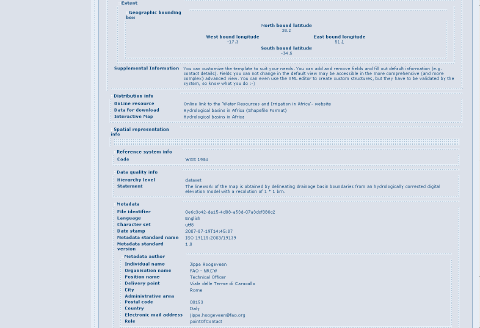 Extent
Geographic bounding
box
North bound latitude
38.2
West bound longitude East bound longitude
-17.3 51.1
South bound latitude
-34.6
Supplemental Information You can customize the template to suit your needs. You can add and remove fields and fill out default information (e.g.
contact details). Fields you can not change in the default view may be accessible in the more comprehensive (and more
complex) advanced view. You can even use the XML editor to create custom structures, but they have to be validated by the
system, so know what you do :-)
Distribution info
OnLine resource Online link to the 'Water Resources and Irrigation in Africa'- website
Data for download Hydrological basins in Africa (Shapefile Format)
Interactive Map Hydrological basins in Africa
Spatial representation
info
Reference system info
Code WGS 1984
Data quality info
Hierarchy level dataset
Statement The linework of the map is obtained by delineating drainage basin boundaries from an hydrologically corrected digital
elevation model with a resolution of 1 * 1 km.
Metadata
File identifier
Language English
Character set utf8
Date stamp 2007-07-19T14:45:07
Metadata standard name ISO 19115:2003/19139
Metadata standard 1.0
version
Metadata author
Individual name Jippe Hoogeveen
Organisation name FAO - NRCW
Position name Technical Officer
Delivery point Viale delle Terme di Caracalla
City Rome
Administrative area
Postal code 00153
Country Italy
Electronic mail address jippe.hoogeveen@fao.org
Role pointOfContact